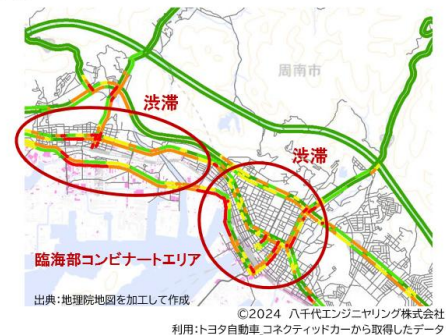 周南市
渋滞
渋滞
臨海部コンビナートエリア
出典:地理院地図を加工して作成
©2024 八千代エンジニヤリング株式会社
利用:トヨタ自動車 コネクティッドカーから取得したデータ